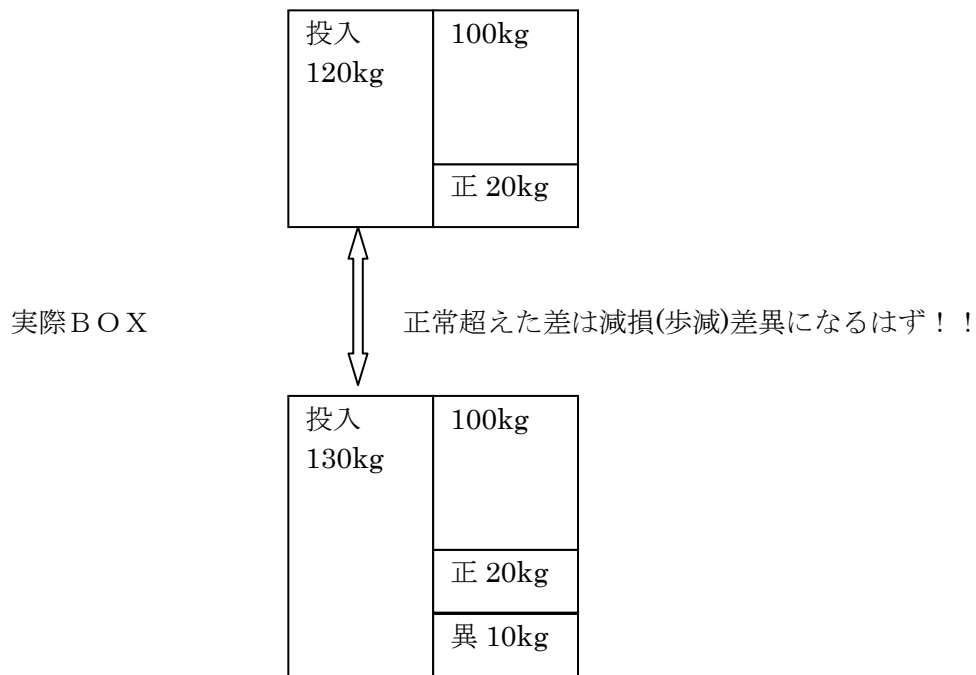 投入
120kg
100kg
正 20kg
実際ＢＯＸ
正常超えた差は減損(歩減)差異になるはず！！
投入
130kg
100kg
正 20kg
異 10kg